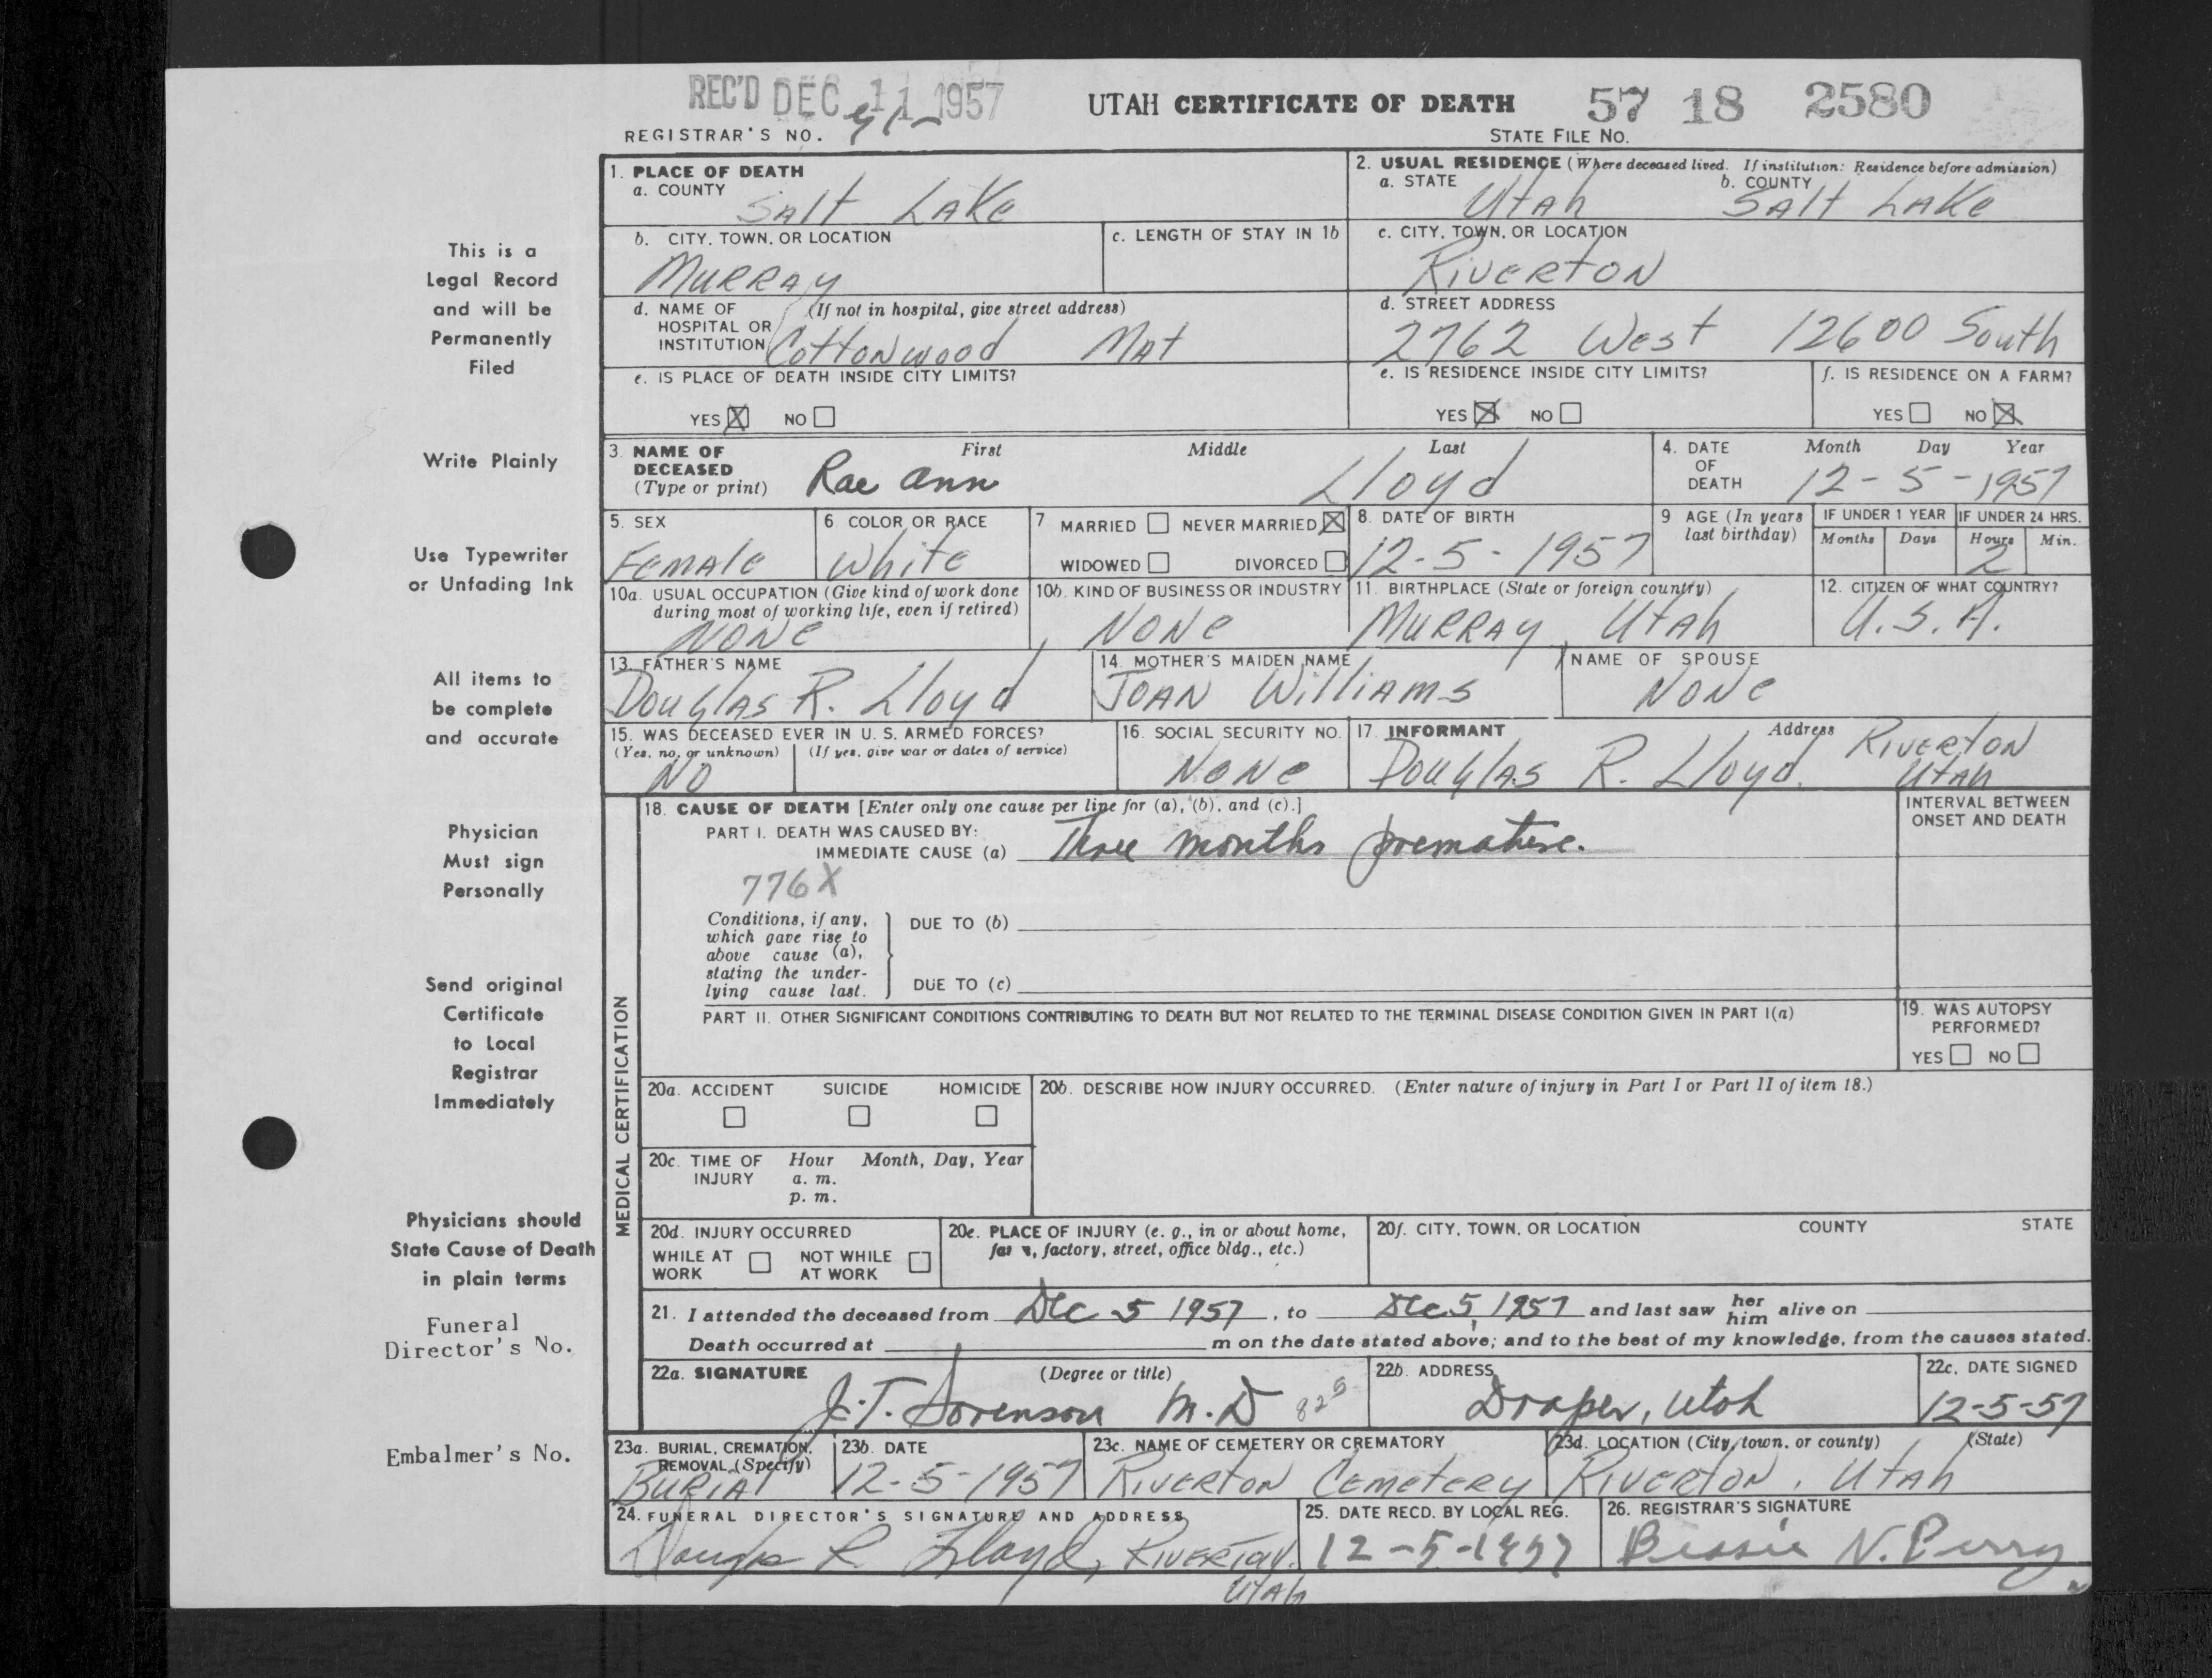 REC'D DEC 11 1957
UTAH CERTIFICATE OF DEATH
57 18 2580
REGISTRAR'S NO.
STATE FILE NO.
This is a
Legal Record
and will be
Permanently
Filed
Write Plainly
Use Typewriter
or Unfading Ink
All items to
be complete
and accurate
Physician
Must sign
Personally
Send original
Certificate
to Local
Registrar
Immediately
Physicians should
State Cause of Death
in plain terms
Funeral
Director's No.
Embalmer's No.
1. PLACE OF DEATH
a. COUNTY
Salt Lake
2. USUAL RESIDENCE (Where deceased lived. If institution: Residence before admission)
a. STATE b. COUNTY
Utah Salt Lake
b. CITY, TOWN, OR LOCATION
Murray
c. LENGTH OF STAY IN 1b
c. CITY, TOWN, OR LOCATION
Riverton
d. NAME OF (If not in hospital, give street address)
HOSPITAL OR
INSTITUTION Cottonwood Mat
d. STREET ADDRESS
2762 West 12600 South
e. IS PLACE OF DEATH INSIDE CITY LIMITS?
YES X NO
e. IS RESIDENCE INSIDE CITY LIMITS?
YES X NO
f. IS RESIDENCE ON A FARM?
YES NO X
3. NAME OF First Middle Last
DECEASED
(Type or print) Rae ann Lloyd
4. DATE Month Day Year
OF
DEATH 12-5-1957
5. SEX
Female
6. COLOR OR RACE
White
7 MARRIED NEVER MARRIED X
WIDOWED DIVORCED
8. DATE OF BIRTH
12-5-1957
9 AGE (In years
last birthday)
IF UNDER 1 YEAR
Months Days
IF UNDER 24 HRS.
Hours Min.
2
10a. USUAL OCCUPATION (Give kind of work done
during most of working life, even if retired)
None
10b. KIND OF BUSINESS OR INDUSTRY
None
11. BIRTHPLACE (State or foreign country)
Murray, Utah
12. CITIZEN OF WHAT COUNTRY?
U.S.A.
13. FATHER'S NAME
Douglas R. Lloyd
14. MOTHER'S MAIDEN NAME
Joan Williams
NAME OF SPOUSE
None
15. WAS DECEASED EVER IN U. S. ARMED FORCES?
(Yes, no, or unknown) (If yes, give war or dates of service)
No
16. SOCIAL SECURITY NO.
None
17. INFORMANT Address
Douglas R. Lloyd. Riverton
Utah
MEDICAL CERTIFICATION
18. CAUSE OF DEATH [Enter only one cause per line for (a), (b), and (c).]
PART I. DEATH WAS CAUSED BY:
IMMEDIATE CAUSE (a) Three months premature.
INTERVAL BETWEEN
ONSET AND DEATH
776X
Conditions, if any,
which gave rise to
above cause (a),
stating the under-
lying cause last.
DUE TO (b)
DUE TO (c)
PART II. OTHER SIGNIFICANT CONDITIONS CONTRIBUTING TO DEATH BUT NOT RELATED TO THE TERMINAL DISEASE CONDITION GIVEN IN PART I(a)
19. WAS AUTOPSY
PERFORMED?
YES NO
20a. ACCIDENT SUICIDE HOMICIDE
20b. DESCRIBE HOW INJURY OCCURRED. (Enter nature of injury in Part I or Part II of item 18.)
20c. TIME OF Hour Month, Day, Year
INJURY a. m.
p. m.
20d. INJURY OCCURRED
WHILE AT NOT WHILE
WORK AT WORK
20e. PLACE OF INJURY (e. g., in or about home,
factory, street, office bldg., etc.)
20f. CITY, TOWN, OR LOCATION COUNTY STATE
21. I attended the deceased from Dec 5 1957, to Dec 5, 1957 and last saw her him alive on
Death occurred at m on the date stated above; and to the best of my knowledge, from the causes stated.
22a. SIGNATURE (Degree or title)
J.T. Sorenson M.D 825
22b. ADDRESS
Draper, Utah
22c. DATE SIGNED
12-5-57
23a. BURIAL, CREMATION,
REMOVAL (Specify)
Burial
23b. DATE
12-5-1957
23c. NAME OF CEMETERY OR CREMATORY
Riverton Cemetery
23d. LOCATION (City, town, or county) (State)
Riverton, Utah
24. FUNERAL DIRECTOR'S SIGNATURE AND ADDRESS
Douglas R Lloyd, Riverton.
Utah
25. DATE RECD. BY LOCAL REG.
12-5-1957
26. REGISTRAR'S SIGNATURE
Bessie N. Perry